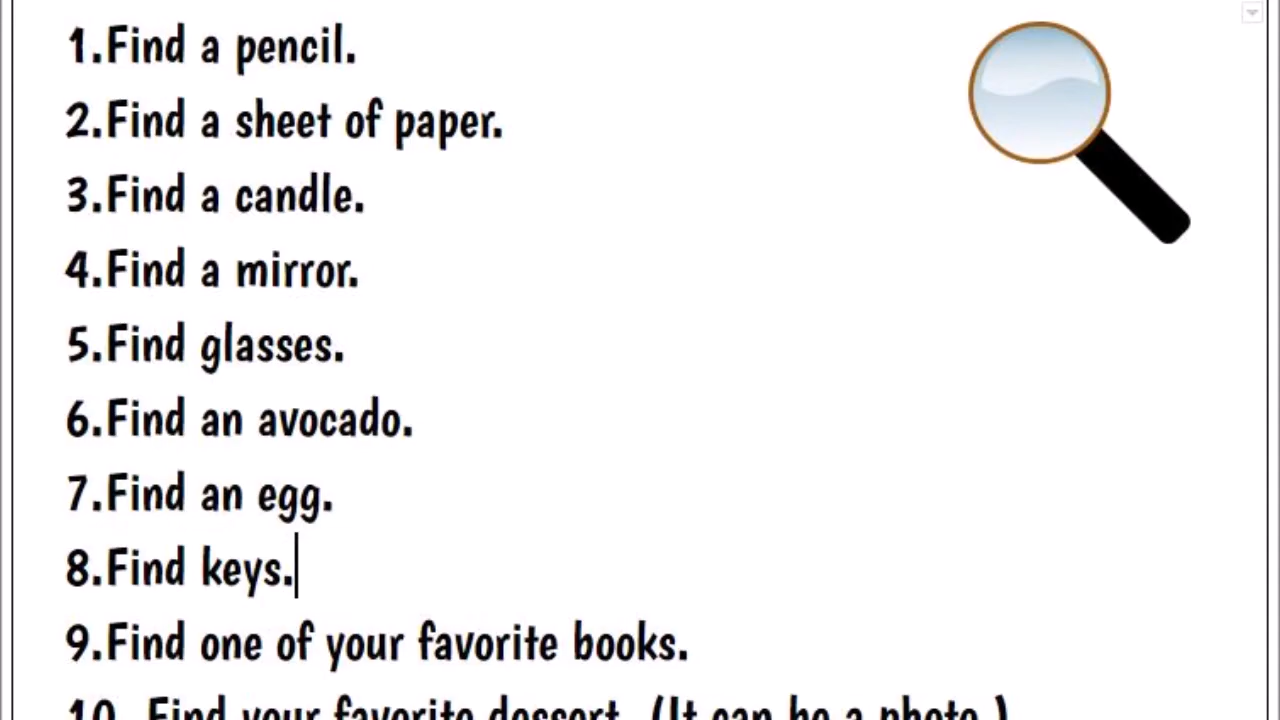 1.Find a pencil.
2.Find a sheet of paper.
3.Find a candle.
4.Find a mirror.
5.Find glasses.
6.Find an avocado.
7.Find an egg.
8.Find keys.
9.Find one of your favorite books.
10. Find your favorite dessert. (It can be a photo.)